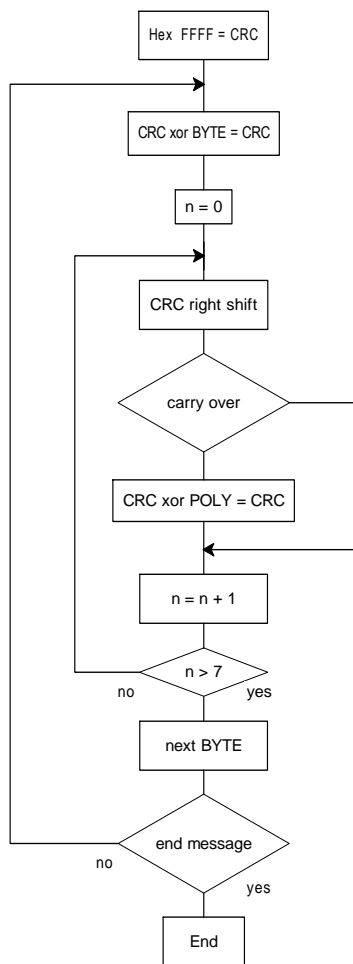 Hex FFFF = CRC
CRC xor BYTE = CRC
n = 0
CRC right shift
carry over
CRC xor POLY = CRC
n = n + 1
n > 7
no
yes
next BYTE
end message
no
yes
End